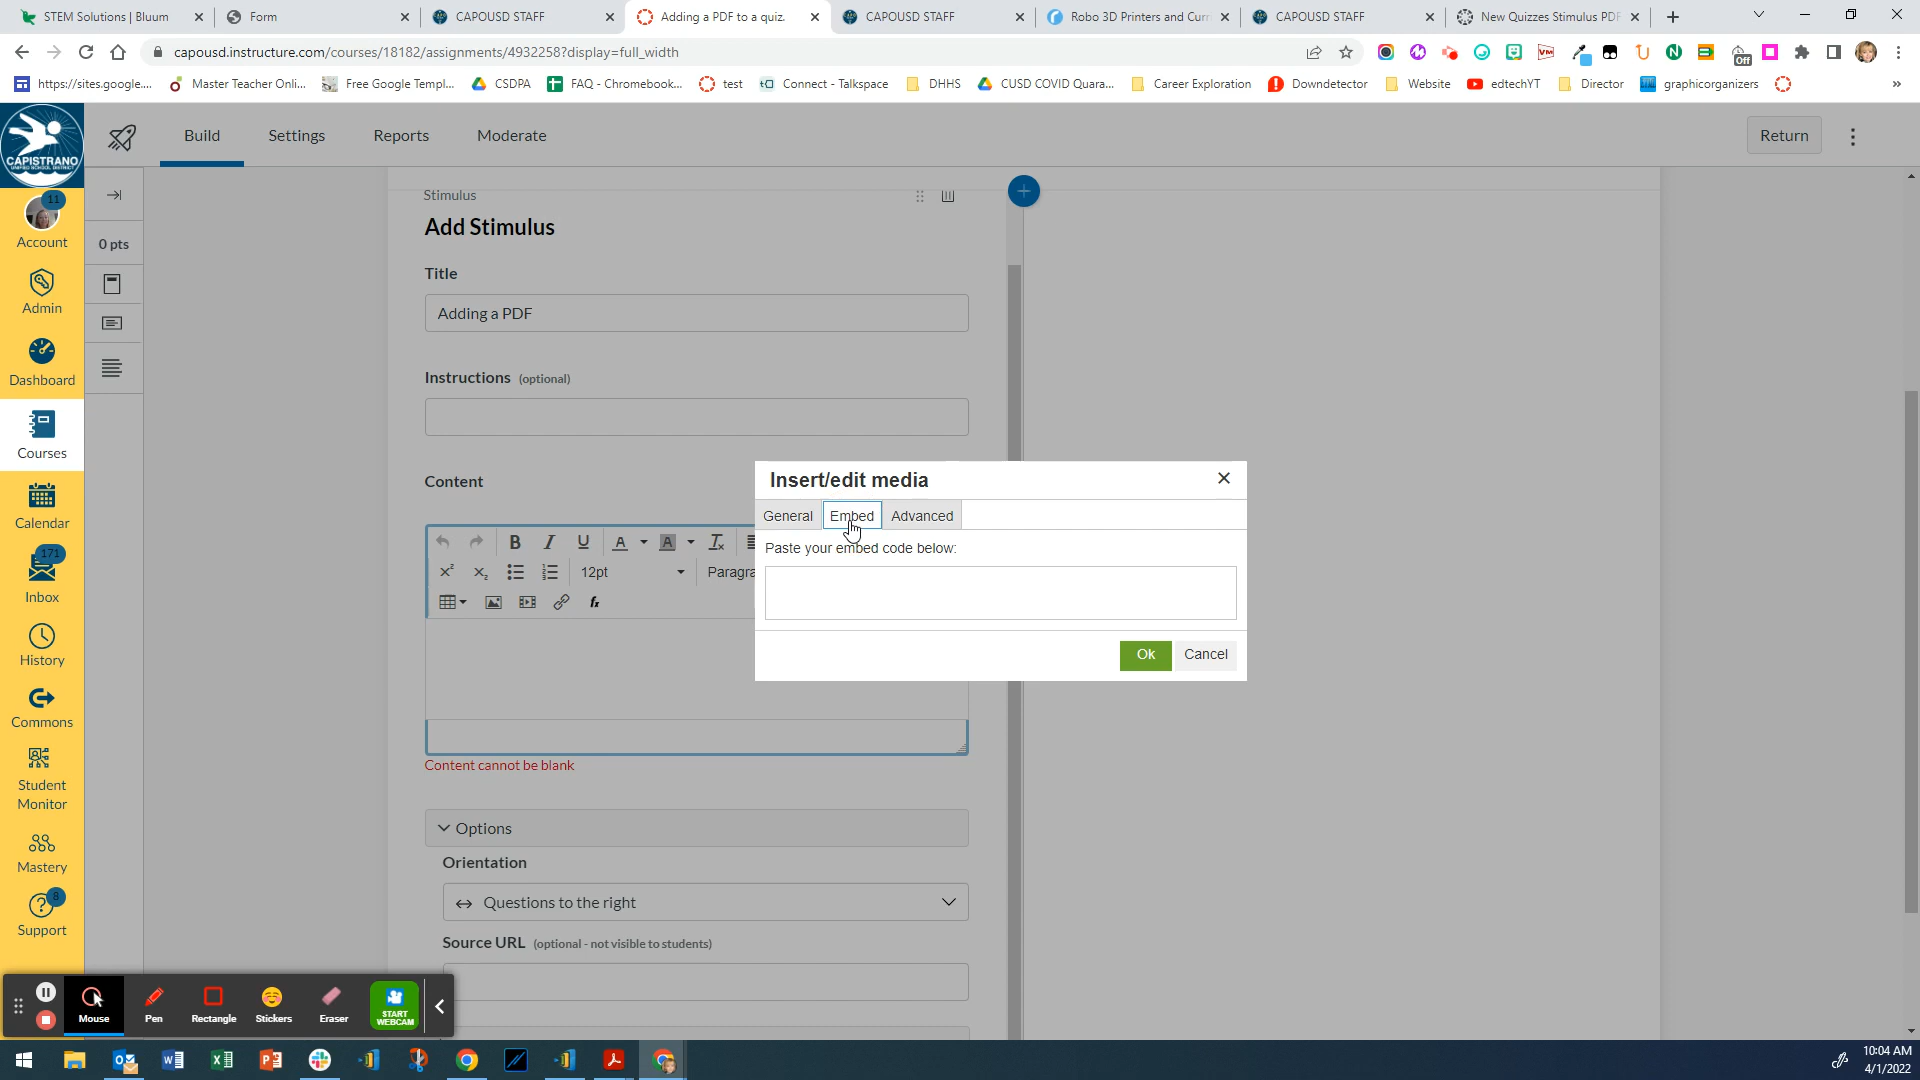 STEM Solutions | Bluum
Form
CAPOUSD STAFF
Adding a PDF to a quiz.
CAPOUSD STAFF
Robo 3D Printers and Curr
CAPOUSD STAFF
New Quizzes Stimulus PDF
capousd.instructure.com/courses/18182/assignments/4932258?display=full_width
https://sites.google....
Master Teacher Onli...
Free Google Templ...
CSDPA
FAQ - Chromebook...
test
Connect - Talkspace
DHHS
CUSD COVID Quara...
Career Exploration
Downdetector
Website
edtechYT
Director
graphicorganizers
Off
CAPISTRANO
Build
Settings
Reports
Moderate
Return
11
Account
Admin
Dashboard
Courses
Calendar
171
Inbox
History
Commons
Student
Monitor
Mastery
8
Support
0 pts
Stimulus
Add Stimulus
Title
Adding a PDF
Instructions (optional)
Content
12pt
Paragra
Content cannot be blank
Options
Orientation
Questions to the right
Source URL (optional - not visible to students)
Insert/edit media
General
Embed
Advanced
Paste your embed code below:
Ok
Cancel
Mouse
Pen
Rectangle
Stickers
Eraser
START
WEBCAM
10:04 AM
4/1/2022